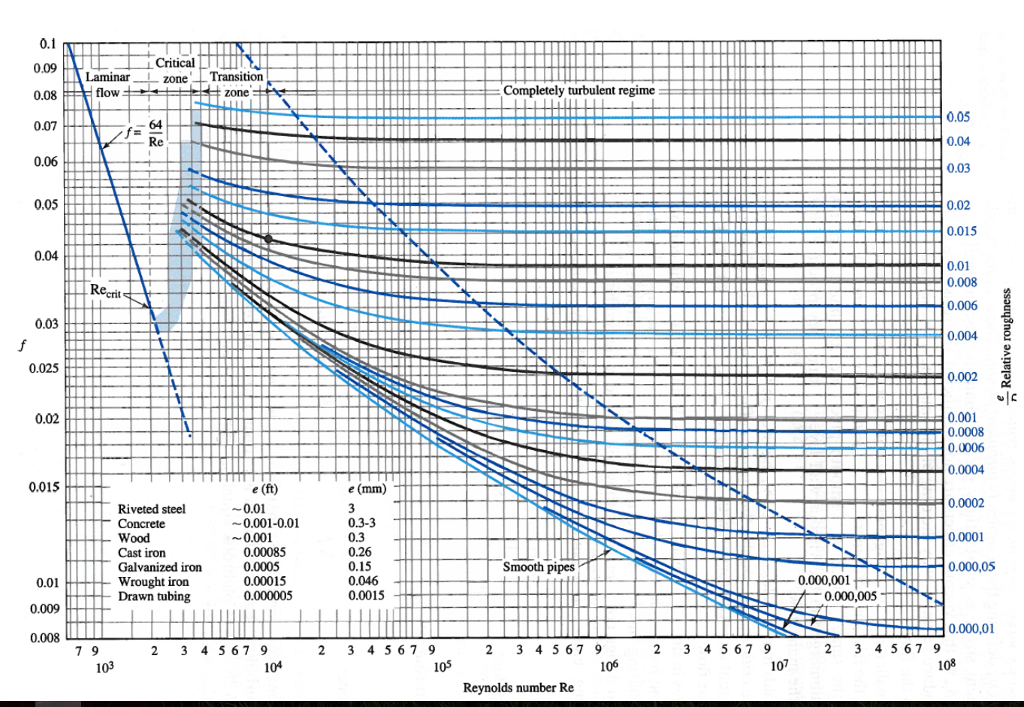 0.1
0.09
0.08
0.07
0.06
0.05
0.04
0.03
0.025
0.02
0.015
0.01
0.009
0.008
f
Laminar
flow
Critical
zone
Transition
zone
Completely turbulent regime
f = 64
Re
Re crit
0.05
0.04
0.03
0.02
0.015
0.01
0.008
0.006
0.004
0.002
0.001
0.0008
0.0006
0.0004
0.0002
0.0001
0.000,05
0.000,01
Relative roughness
e
e (ft) e (mm)
Riveted steel ~0.01 3
Concrete ~0.001-0.01 0.3-3
Wood ~0.001 0.3
Cast iron 0.00085 0.26
Galvanized iron 0.0005 0.15
Wrought iron 0.00015 0.046
Drawn tubing 0.000005 0.0015
Smooth pipes
0.000,001
0.000,005
7 9 2 3 4 5 6 7 9 2 3 4 5 6 7 9 2 3 4 5 6 7 9 2 3 4 5 6 7 9 2 3 4 5 6 7 9
10³ 10⁴ 10⁵ 10⁶ 10⁷ 10⁸
Reynolds number Re